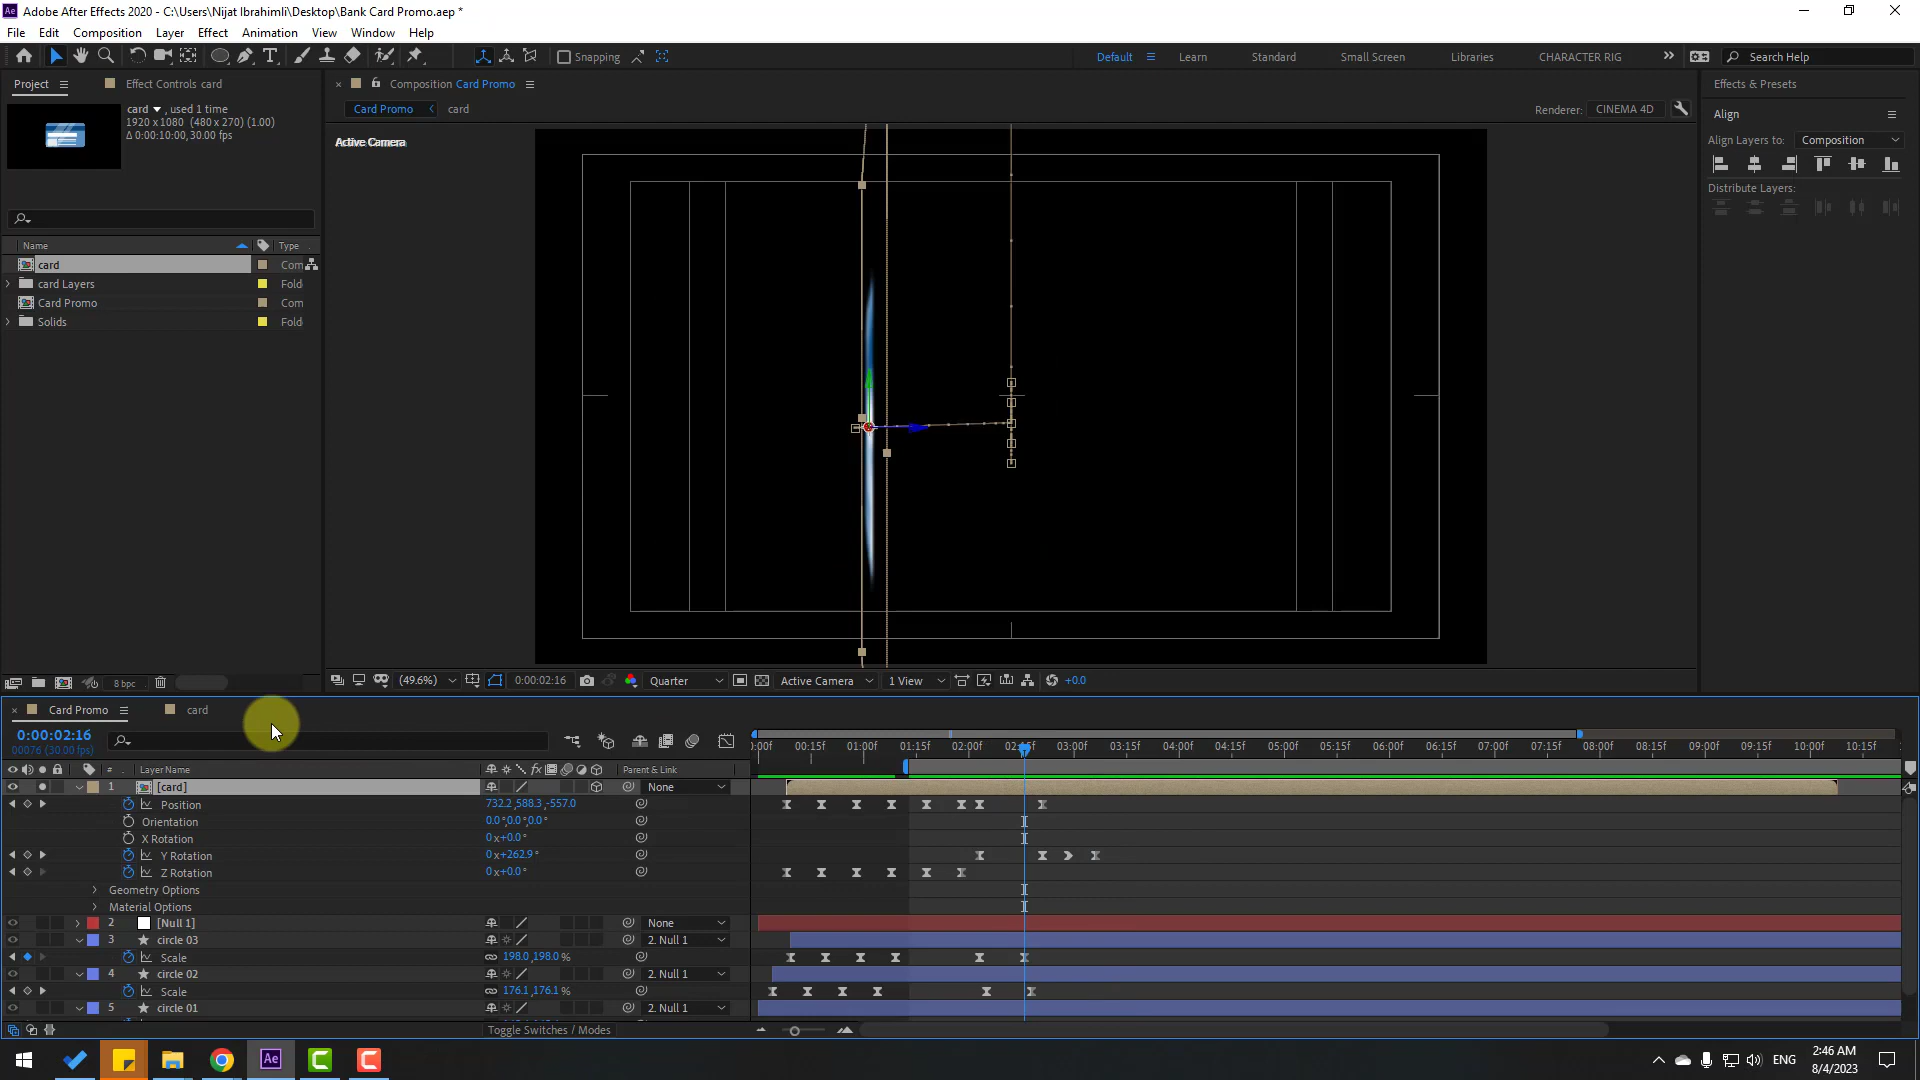 Adobe After Effects 2020 - C:\Users\Nijat Ibrahimli\Desktop\Bank Card Promo.aep *
File Edit Composition Layer Effect Animation View Window Help
Snapping
Default Learn Standard Small Screen Libraries CHARACTER RIG Search Help
Project Effect Controls card
Composition Card Promo
Effects & Presets
card , used 1 time
1920 x 1080 (480 x 270) (1.00)
Δ 0:00:10:00, 30.00 fps
Card Promo card
Renderer: CINEMA 4D
Align
Active Camera
Align Layers to: Composition
Distribute Layers:
Name Type
card Com
card Layers Fold
Card Promo Com
Solids Fold
8 bpc
(49.6%) 0:00:02:16 Quarter Active Camera 1 View +0.0
Card Promo card
0:00:02:16
00076 (30.00 fps)
:00f 00:15f 01:00f 01:15f 02:00f 02:15f 03:00f 03:15f 04:00f 04:15f 05:00f 05:15f 06:00f 06:15f 07:00f 07:15f 08:00f 08:15f 09:00f 09:15f 10:00f 10:15f
# Layer Name fx Parent & Link
1 [card] None
Position 732.2,588.3,-557.0
Orientation 0.0°,0.0°,0.0°
X Rotation 0x+0.0°
Y Rotation 0x+262.9°
Z Rotation 0x+0.0°
Geometry Options
Material Options
2 [Null 1] None
3 circle 03 2. Null 1
Scale 198.0,198.0%
4 circle 02 2. Null 1
Scale 176.1,176.1%
5 circle 01 2. Null 1
Toggle Switches / Modes
Ae
ENG
2:46 AM
8/4/2023